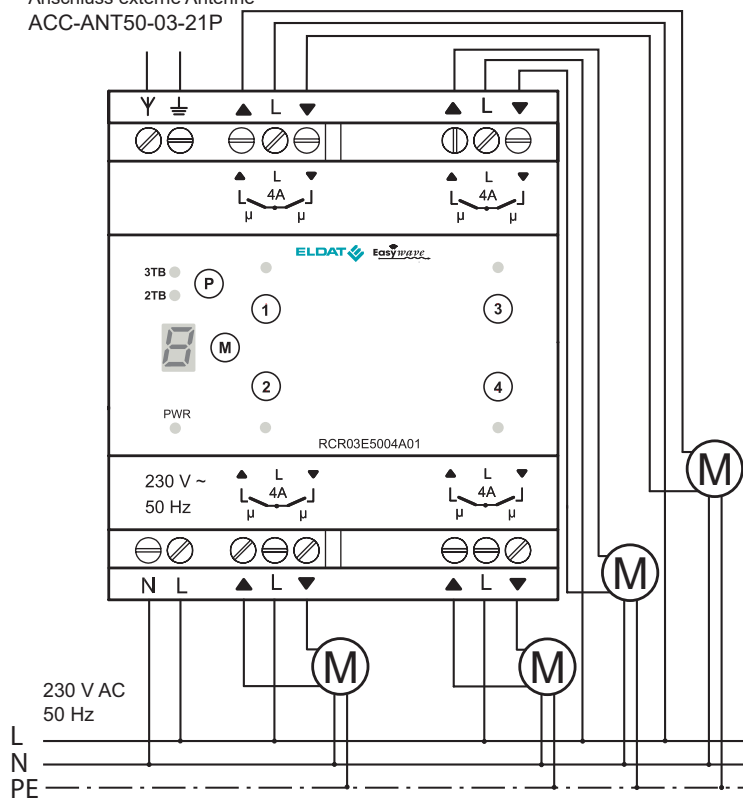 Anschluss externe Antenne
ACC-ANT50-03-21P
▲ L ▼ ▲ L ▼
▲ L ▼ ▲ L ▼
4A 4A
µ µ µ µ
ELDAT Easywave
3TB
P
2TB
1 3
8 M
2 4
PWR
RCR03E5004A01
230 V ~
50 Hz
▲ L ▼ ▲ L ▼
4A 4A
µ µ µ µ
N L ▲ L ▼ ▲ L ▼
M
M
M M
230 V AC
50 Hz
L
N
PE